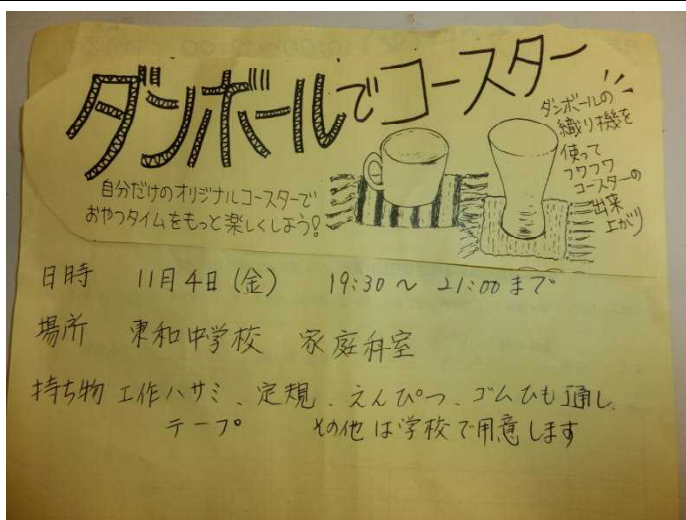 ダンボールでコースター
自分だけのオリジナルコースターで
おやつタイムをもっと楽しくしよう!
ダンボールの
織り機を
使って
フワフワ
コースターの
出来
上がり
日時 11月4日(金) 19:30~21:00まで
場所 東和中学校 家庭科室
持ち物 工作ハサミ、定規、えんぴつ、ゴムひも通し、
テープ その他は学校で用意します